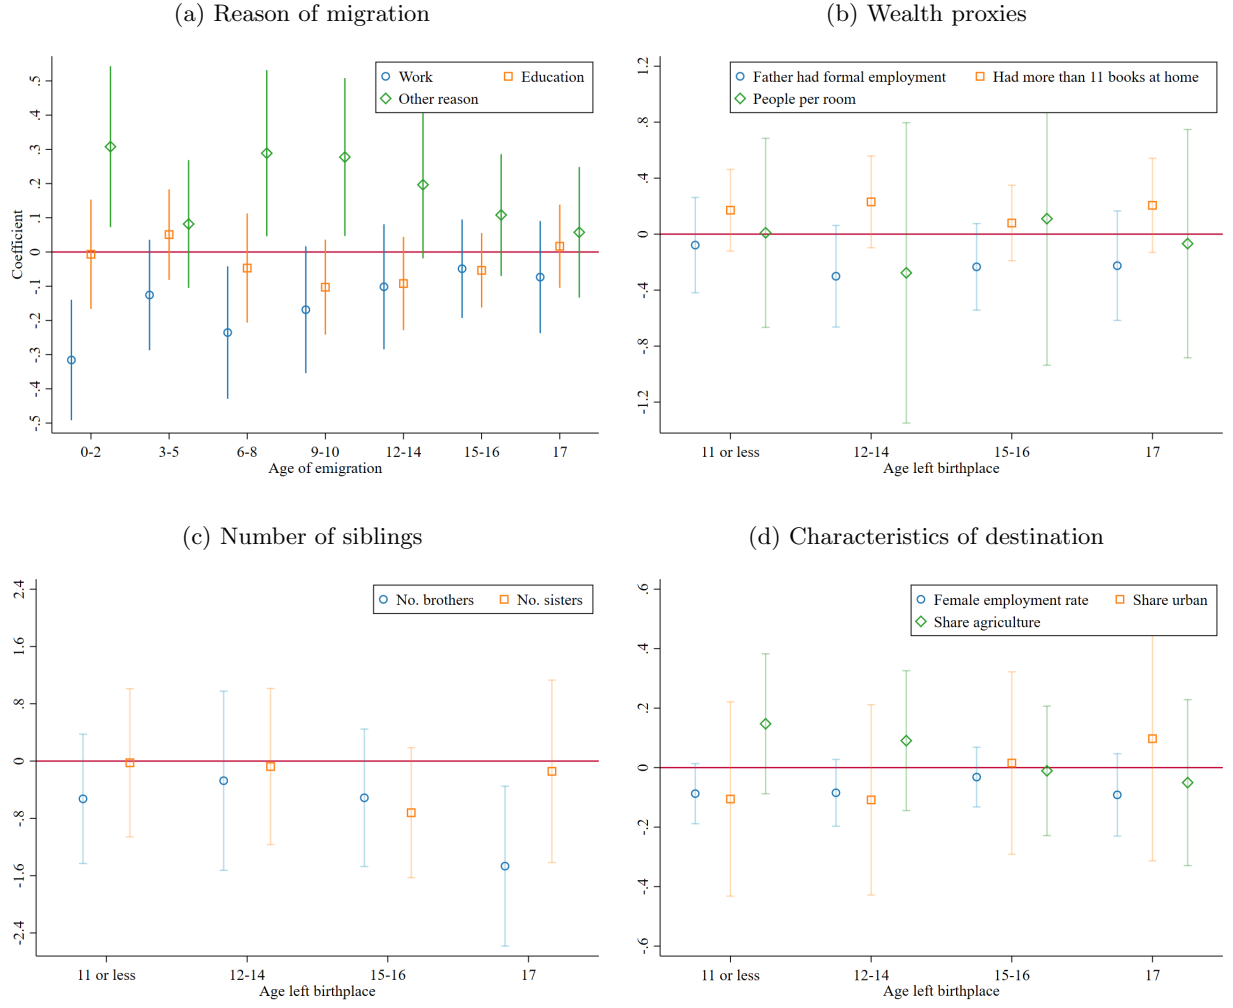 (a) Reason of migration
Work
Education
Other reason
Coefficient
.5
.4
.3
.2
.1
0
-.1
-.2
-.3
-.4
-.5
0-2
3-5
6-8
9-10
12-14
15-16
17
Age of emigration
(b) Wealth proxies
Father had formal employment
Had more than 11 books at home
People per room
1.2
.8
.4
0
-.4
-.8
-1.2
11 or less
12-14
15-16
17
Age left birthplace
(c) Number of siblings
No. brothers
No. sisters
2.4
1.6
.8
0
-.8
-1.6
-2.4
11 or less
12-14
15-16
17
Age left birthplace
(d) Characteristics of destination
Female employment rate
Share urban
Share agriculture
.6
.4
.2
0
-.2
-.4
-.6
11 or less
12-14
15-16
17
Age left birthplace